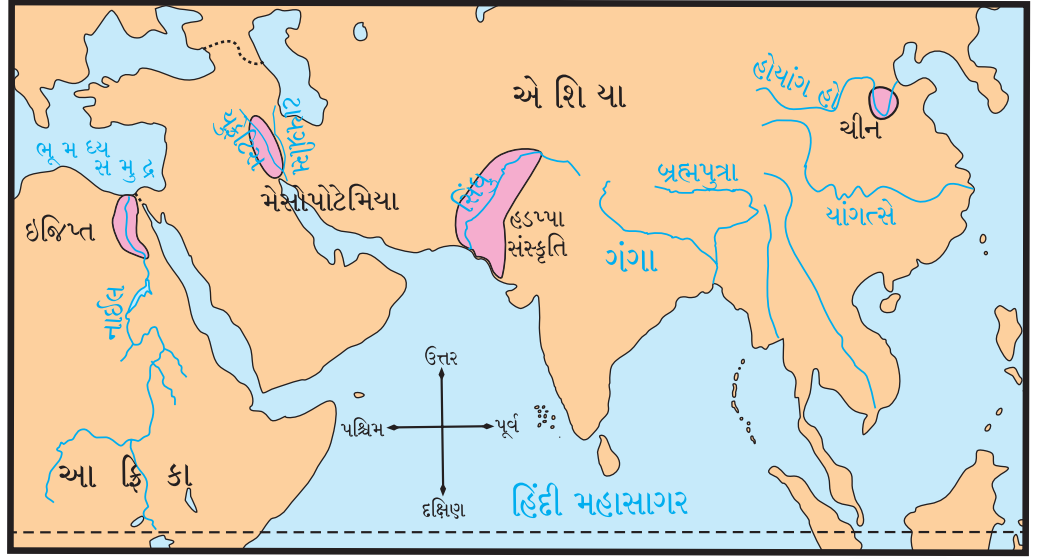 હોયાંગ હો
એ શિ યા
ચીન
યુફ્રેટિસ
ટાઈગ્રીસ
ભૂ મ ધ્ય
સ મુ દ્ર
મેસોપોટેમિયા
સિંધુ
બ્રહ્મપુત્રા
યાંગત્સે
ઇજિપ્ત
હડપ્પા
સંસ્કૃતિ
ગંગા
નાઈલ
ઉત્તર
પશ્ચિમ
પૂર્વ
દક્ષિણ
આ ફ્રિ કા
હિંદી મહાસાગર